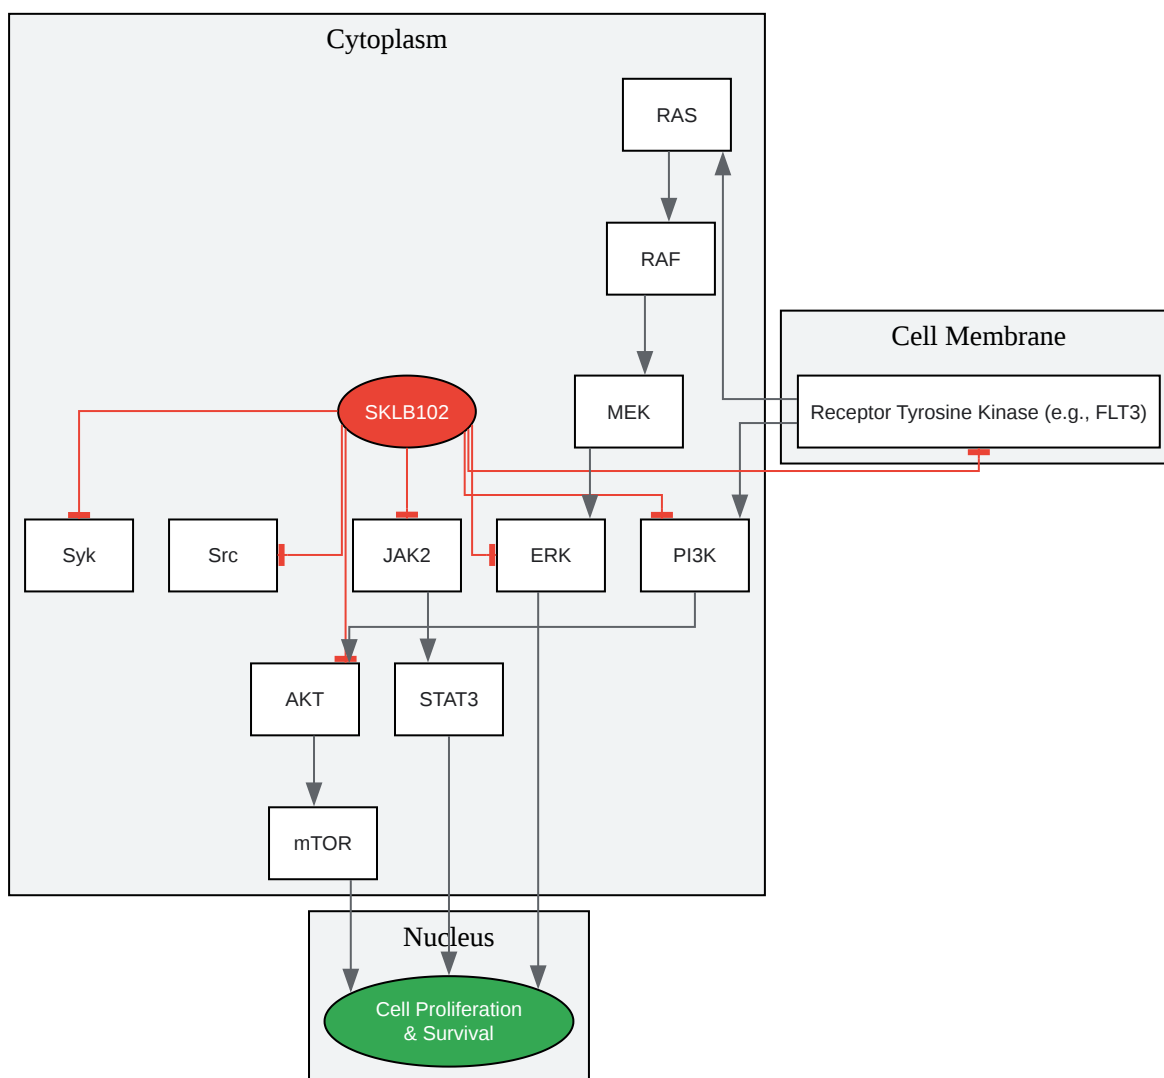 Cytoplasm
RAS
RAF
Cell Membrane
SKLB102
MEK
Receptor Tyrosine Kinase (e.g., FLT3)
Syk
Src
JAK2
ERK
PI3K
AKT
STAT3
mTOR
Nucleus
Cell Proliferation
& Survival